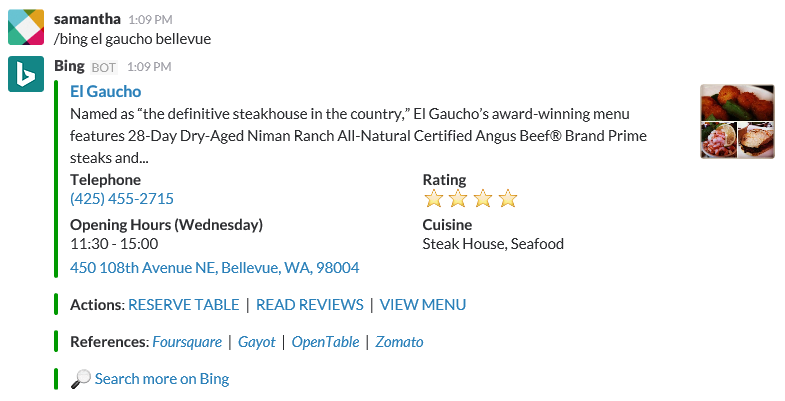 samantha 1:09 PM
/bing el gaucho bellevue
Bing BOT 1:09 PM
El Gaucho
Named as “the definitive steakhouse in the country,” El Gaucho’s award-winning menu
features 28-Day Dry-Aged Niman Ranch All-Natural Certified Angus Beef® Brand Prime
steaks and...
Telephone
(425) 455-2715
Rating
Opening Hours (Wednesday)
11:30 - 15:00
Cuisine
Steak House, Seafood
450 108th Avenue NE, Bellevue, WA, 98004
Actions: RESERVE TABLE | READ REVIEWS | VIEW MENU
References: Foursquare | Gayot | OpenTable | Zomato
Search more on Bing